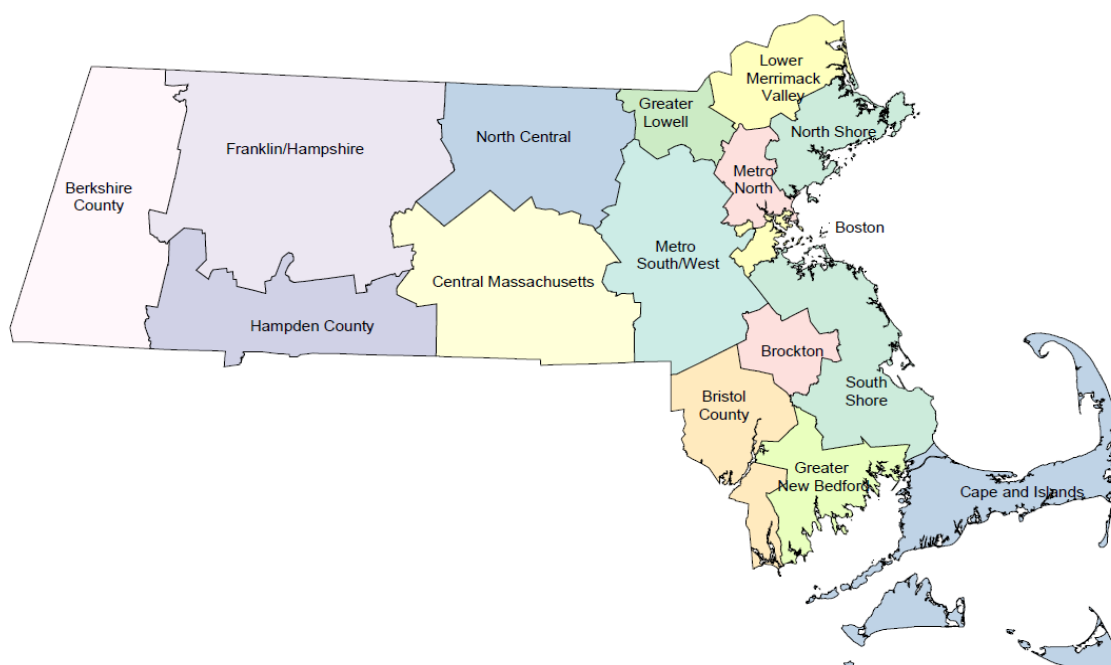 Lower
Merrimack
Valley
Greater
Lowell
North Shore
North Central
Franklin/Hampshire
Metro
North
Berkshire
County
Boston
Metro
South/West
Central Massachusetts
Hampden County
Brockton
South
Shore
Bristol
County
Greater
New Bedford
Cape and Islands